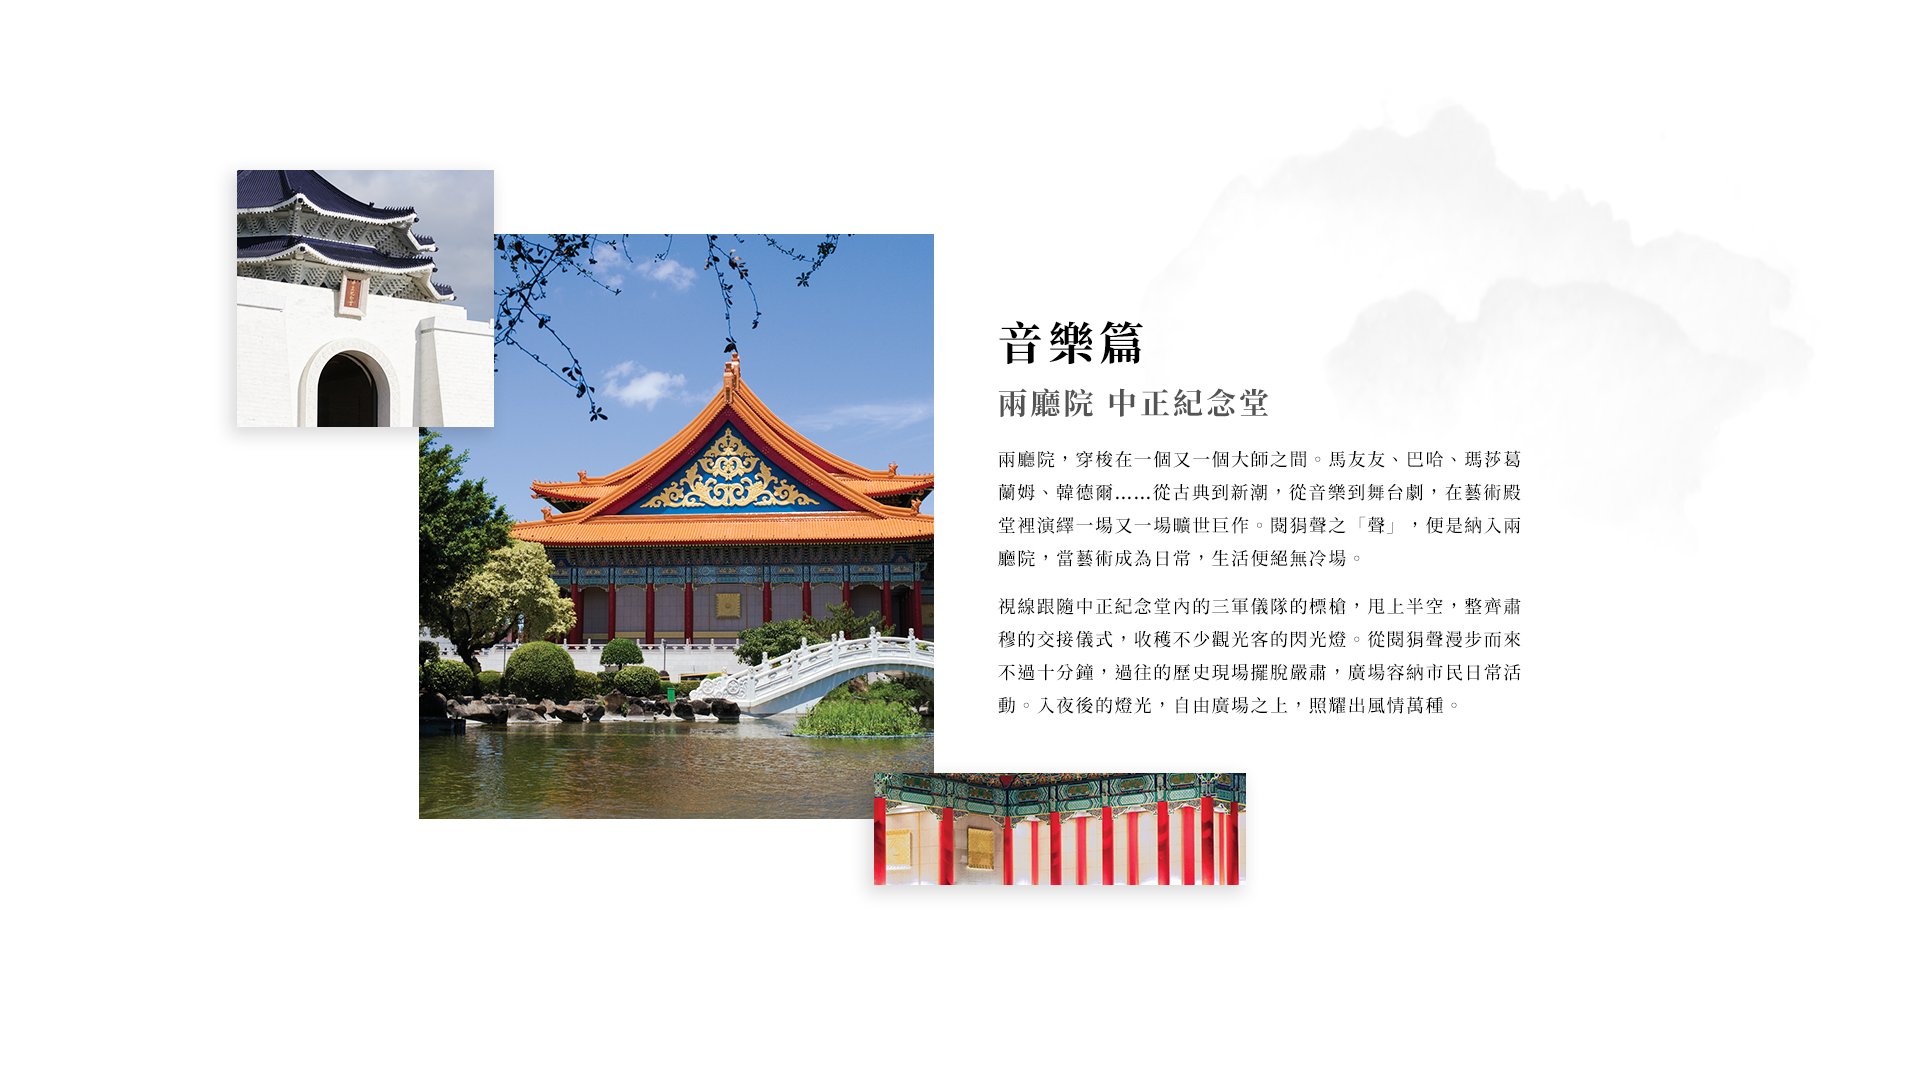 音樂篇
兩廳院 中正紀念堂
兩廳院，穿梭在一個又一個大師之間。馬友友、巴哈、瑪莎葛
蘭姆、韓德爾……從古典到新潮，從音樂到舞台劇，在藝術殿
堂裡演繹一場又一場曠世巨作。閱狷聲之「聲」，便是納入兩
廳院，當藝術成為日常，生活便絕無冷場。
視線跟隨中正紀念堂內的三軍儀隊的標槍，甩上半空，整齊肅
穆的交接儀式，收穫不少觀光客的閃光燈。從閱狷聲漫步而來
不過十分鐘，過往的歷史現場擺脫嚴肅，廣場容納市民日常活
動。入夜後的燈光，自由廣場之上，照耀出風情萬種。